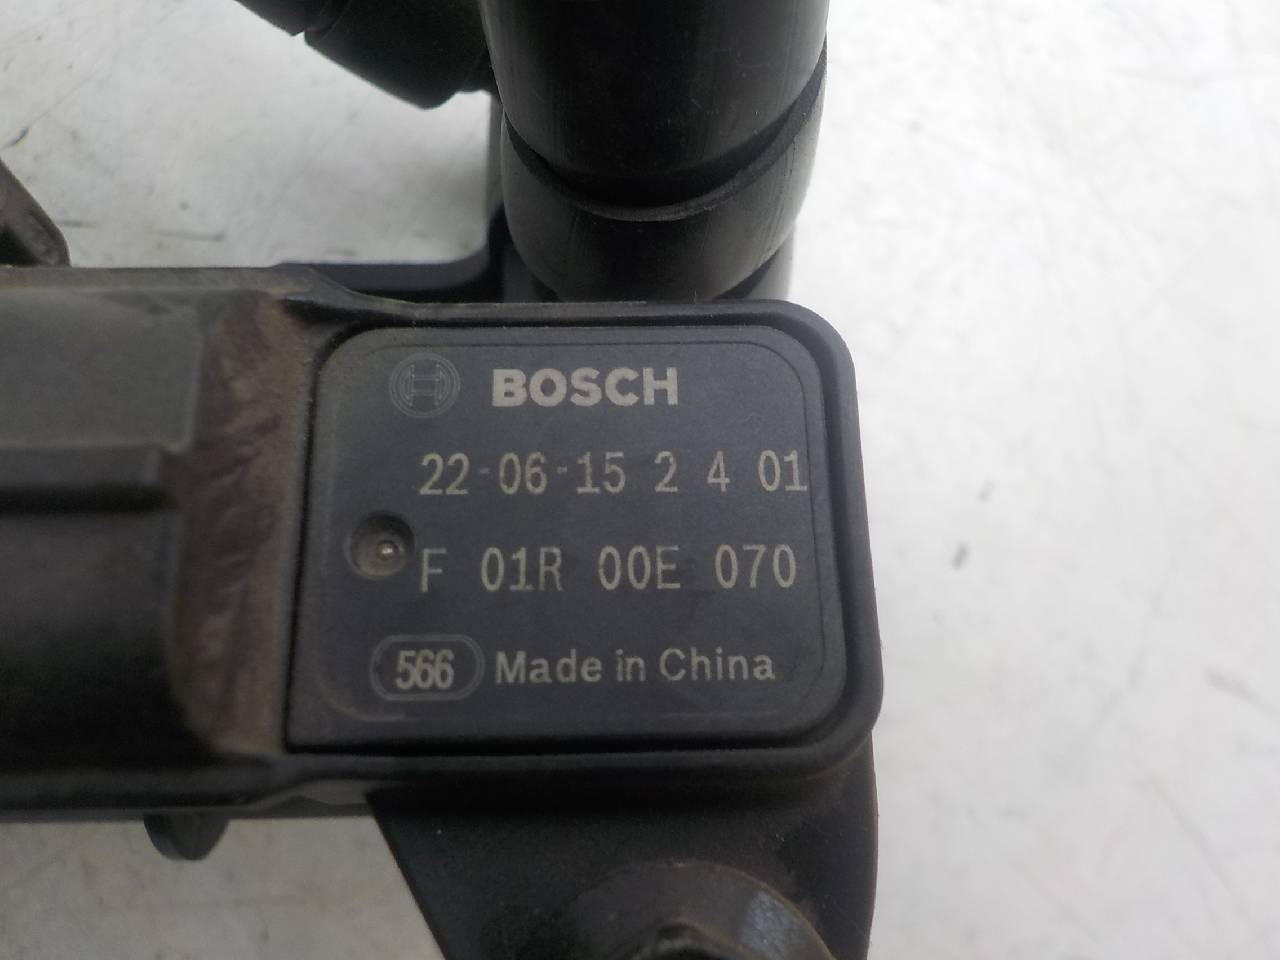 BOSCH
22-06-15 2 4 01
F 01R 00E 070
566 Made in China